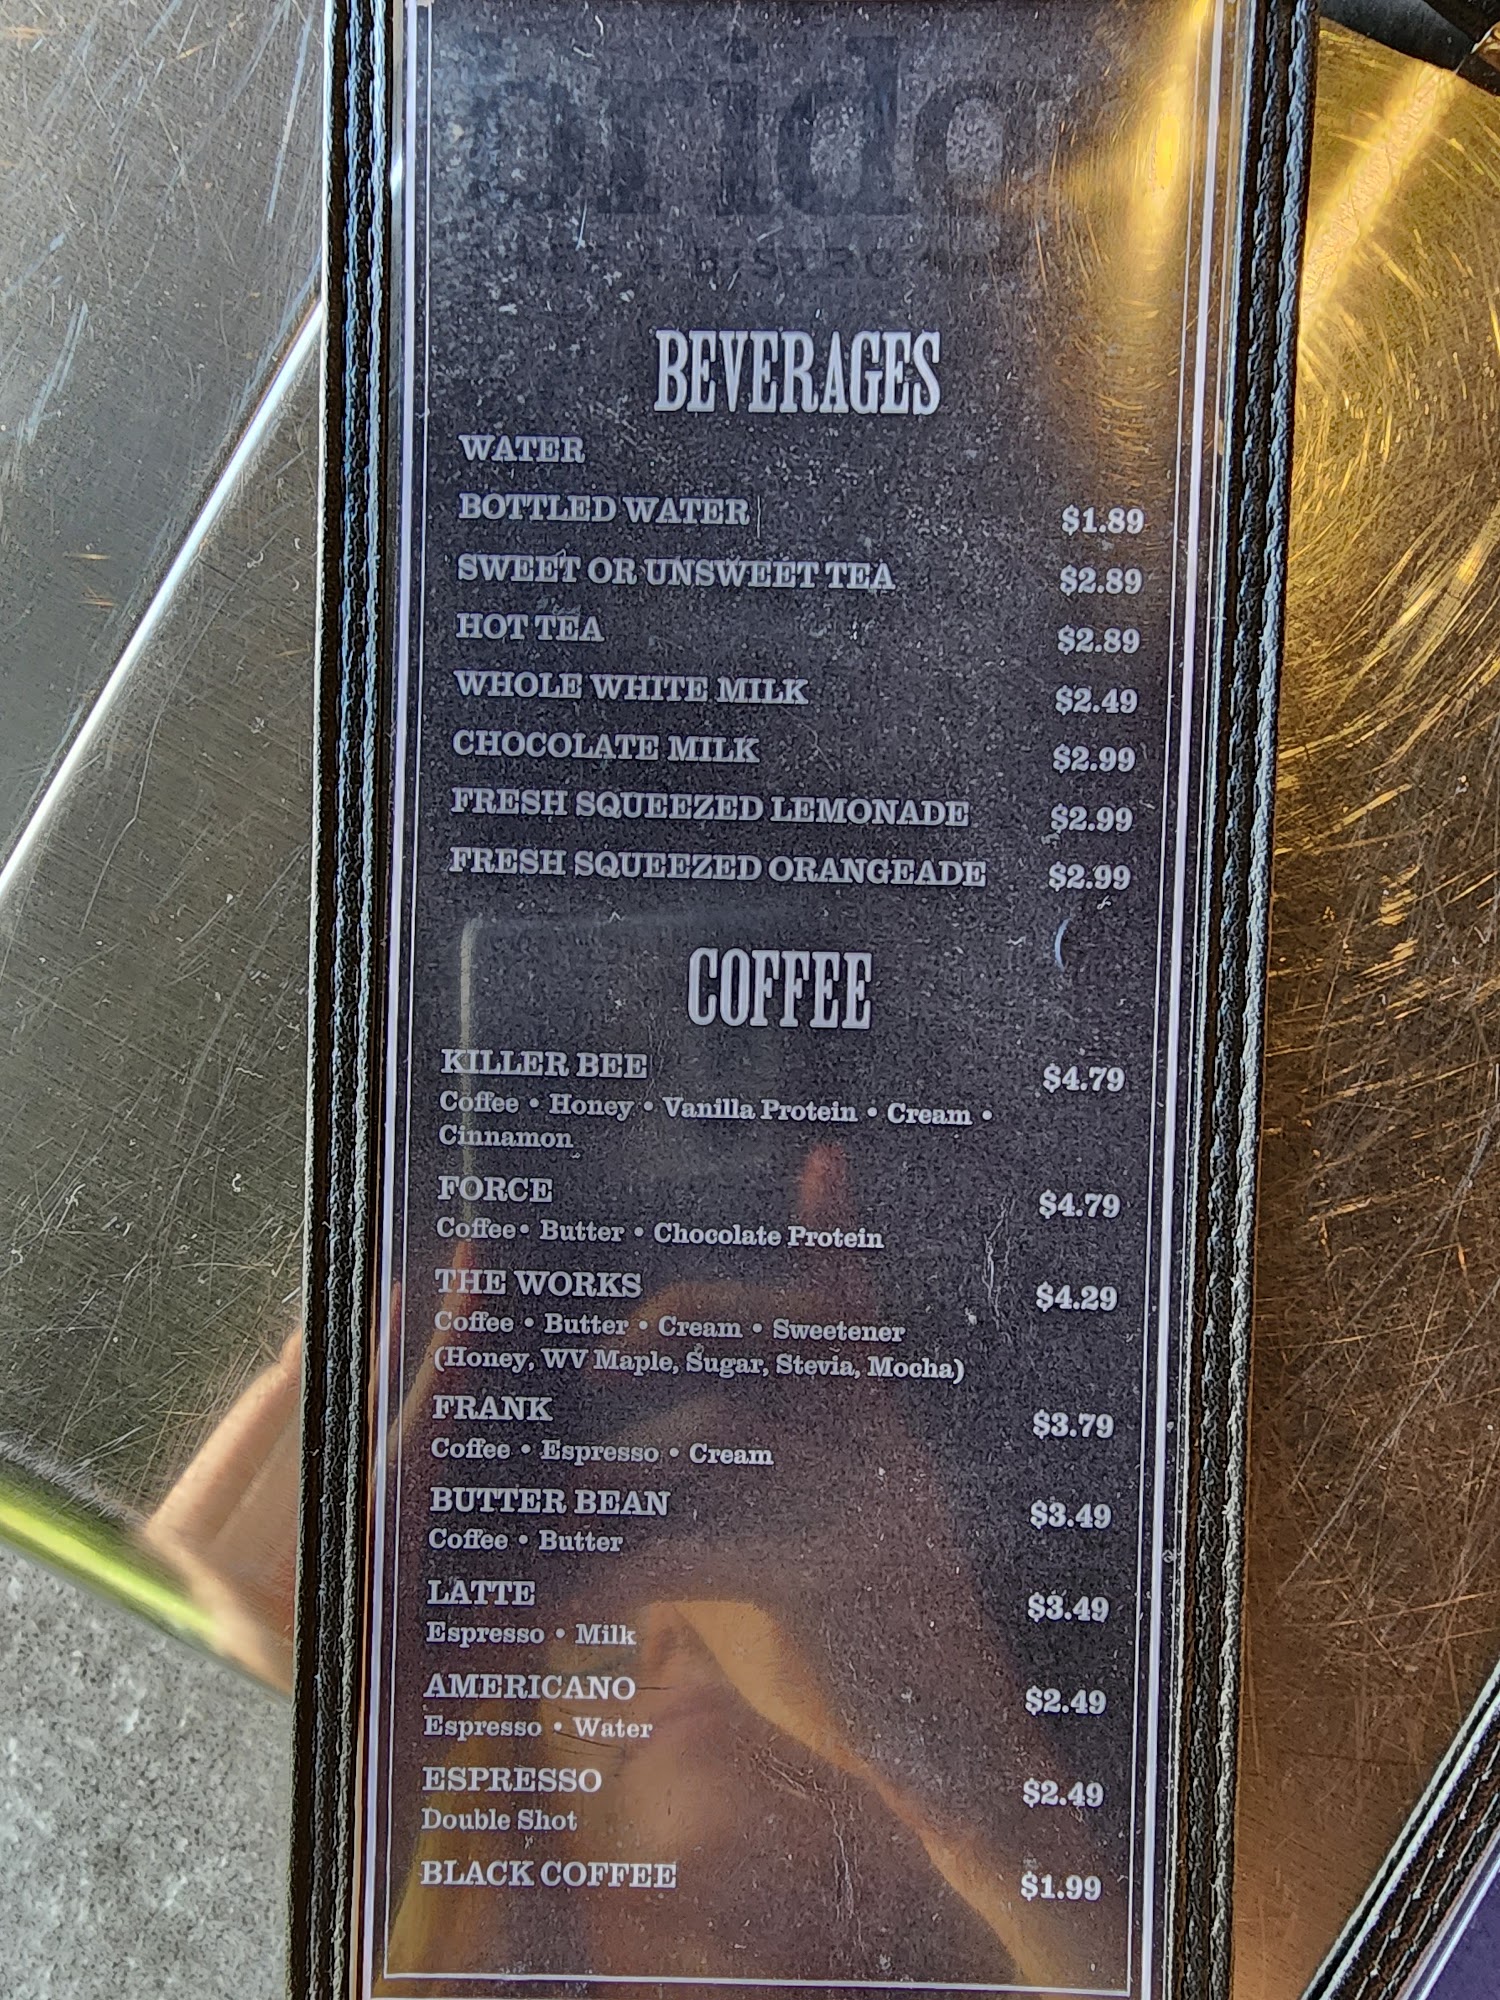 BEVERAGES
WATER
BOTTLED WATER $1.89
SWEET OR UNSWEET TEA $2.89
HOT TEA $2.89
WHOLE WHITE MILK $2.49
CHOCOLATE MILK $2.99
FRESH SQUEEZED LEMONADE $2.99
FRESH SQUEEZED ORANGEADE $2.99
COFFEE
KILLER BEE $4.79
Coffee • Honey • Vanilla Protein • Cream •
Cinnamon
FORCE $4.79
Coffee• Butter • Chocolate Protein
THE WORKS $4.29
Coffee • Butter • Cream • Sweetener
(Honey, WV Maple, Sugar, Stevia, Mocha)
FRANK $3.79
Coffee • Espresso • Cream
BUTTER BEAN $3.49
Coffee • Butter
LATTE $3.49
Espresso • Milk
AMERICANO $2.49
Espresso • Water
ESPRESSO $2.49
Double Shot
BLACK COFFEE $1.99